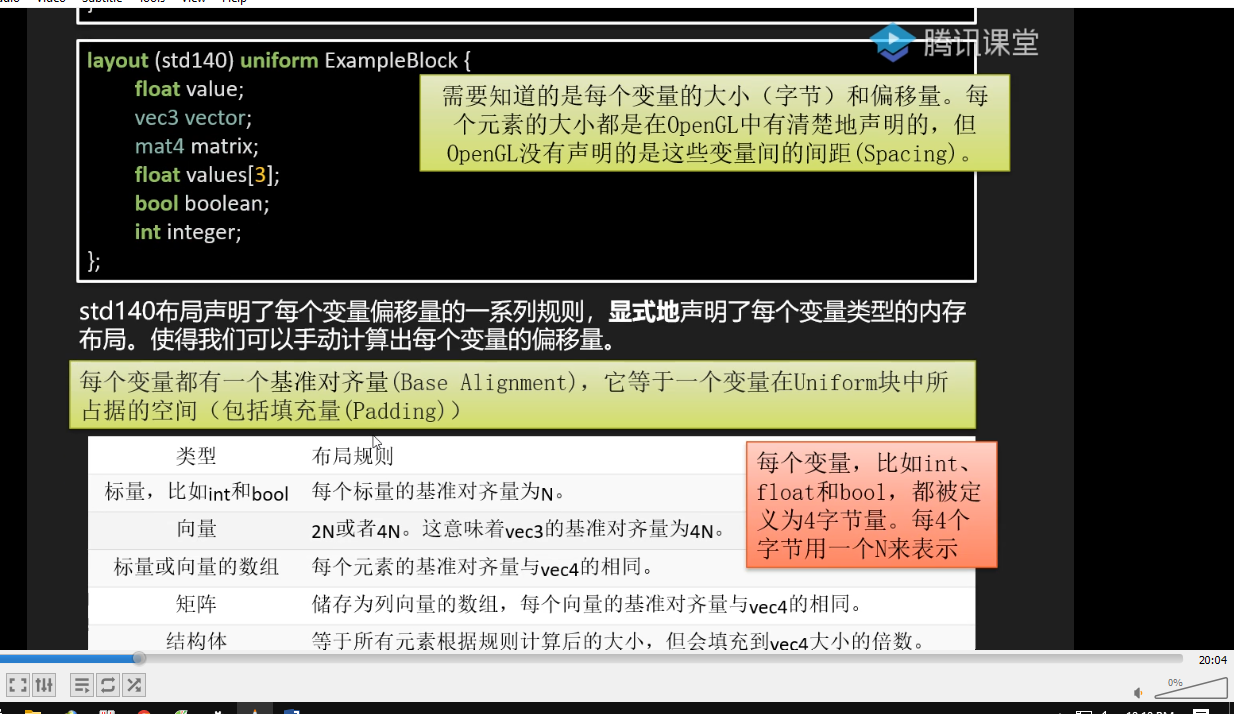 Video Subtitle Tools View Help
腾讯课堂
layout (std140) uniform ExampleBlock {
float value;
vec3 vector;
mat4 matrix;
float values[3];
bool boolean;
int integer;
};
需要知道的是每个变量的大小（字节）和偏移量。每
个元素的大小都是在OpenGL中有清楚地声明的，但
OpenGL没有声明的是这些变量间的间距(Spacing)。
std140布局声明了每个变量偏移量的一系列规则，显式地声明了每个变量类型的内存
布局。使得我们可以手动计算出每个变量的偏移量。
每个变量都有一个基准对齐量(Base Alignment)，它等于一个变量在Uniform块中所
占据的空间（包括填充量(Padding)）
类型 布局规则
标量，比如int和bool 每个标量的基准对齐量为N。
向量 2N或者4N。这意味着vec3的基准对齐量为4N。
标量或向量的数组 每个元素的基准对齐量与vec4的相同。
矩阵 储存为列向量的数组，每个向量的基准对齐量与vec4的相同。
结构体 等于所有元素根据规则计算后的大小，但会填充到vec4大小的倍数。
每个变量，比如int、
float和bool，都被定
义为4字节量。每4个
字节用一个N来表示
20:04
0%